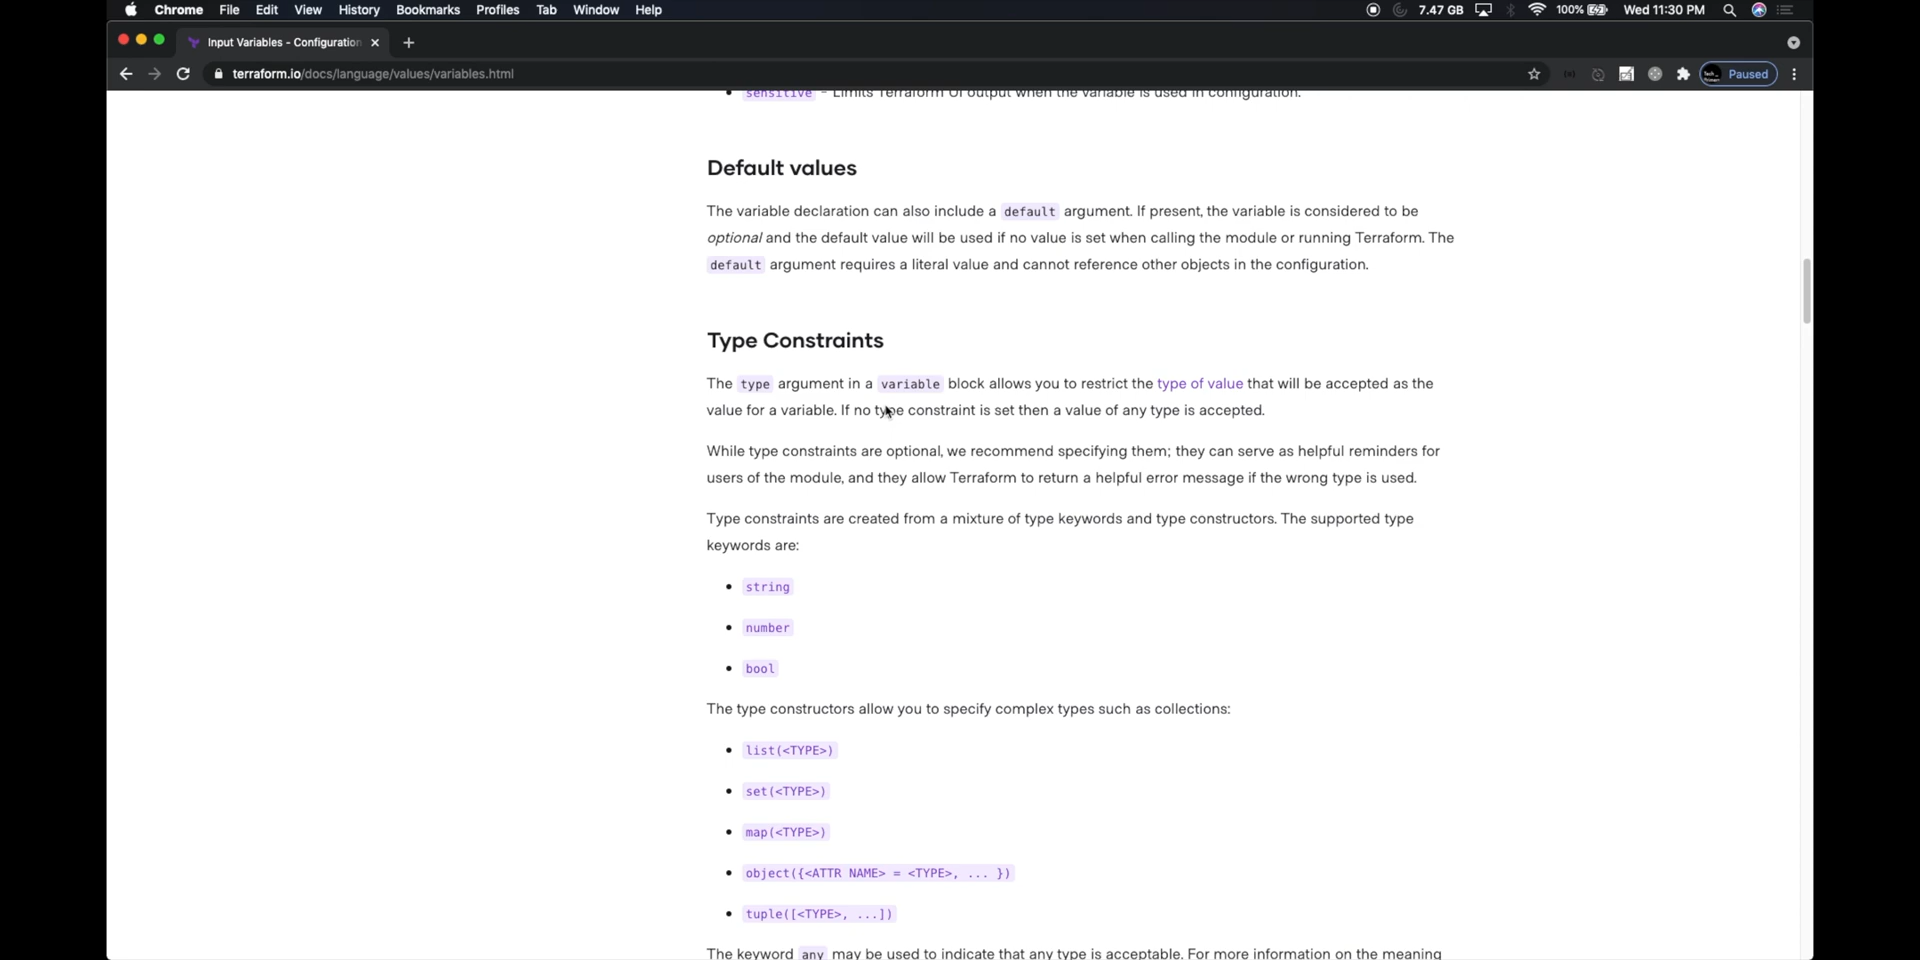 Chrome File Edit View History Bookmarks Profiles Tab Window Help 7.47 GB 100% Wed 11:30 PM
Input Variables - Configuration
terraform.io/docs/language/values/variables.html Paused
sensitive - Limits Terraform UI output when the variable is used in configuration.
Default values
The variable declaration can also include a default argument. If present, the variable is considered to be
optional and the default value will be used if no value is set when calling the module or running Terraform. The
default argument requires a literal value and cannot reference other objects in the configuration.
Type Constraints
The type argument in a variable block allows you to restrict the type of value that will be accepted as the
value for a variable. If no type constraint is set then a value of any type is accepted.
While type constraints are optional, we recommend specifying them; they can serve as helpful reminders for
users of the module, and they allow Terraform to return a helpful error message if the wrong type is used.
Type constraints are created from a mixture of type keywords and type constructors. The supported type
keywords are:
• string
• number
• bool
The type constructors allow you to specify complex types such as collections:
• list(<TYPE>)
• set(<TYPE>)
• map(<TYPE>)
• object({<ATTR NAME> = <TYPE>, ... })
• tuple([<TYPE>, ...])
The keyword any may be used to indicate that any type is acceptable. For more information on the meaning